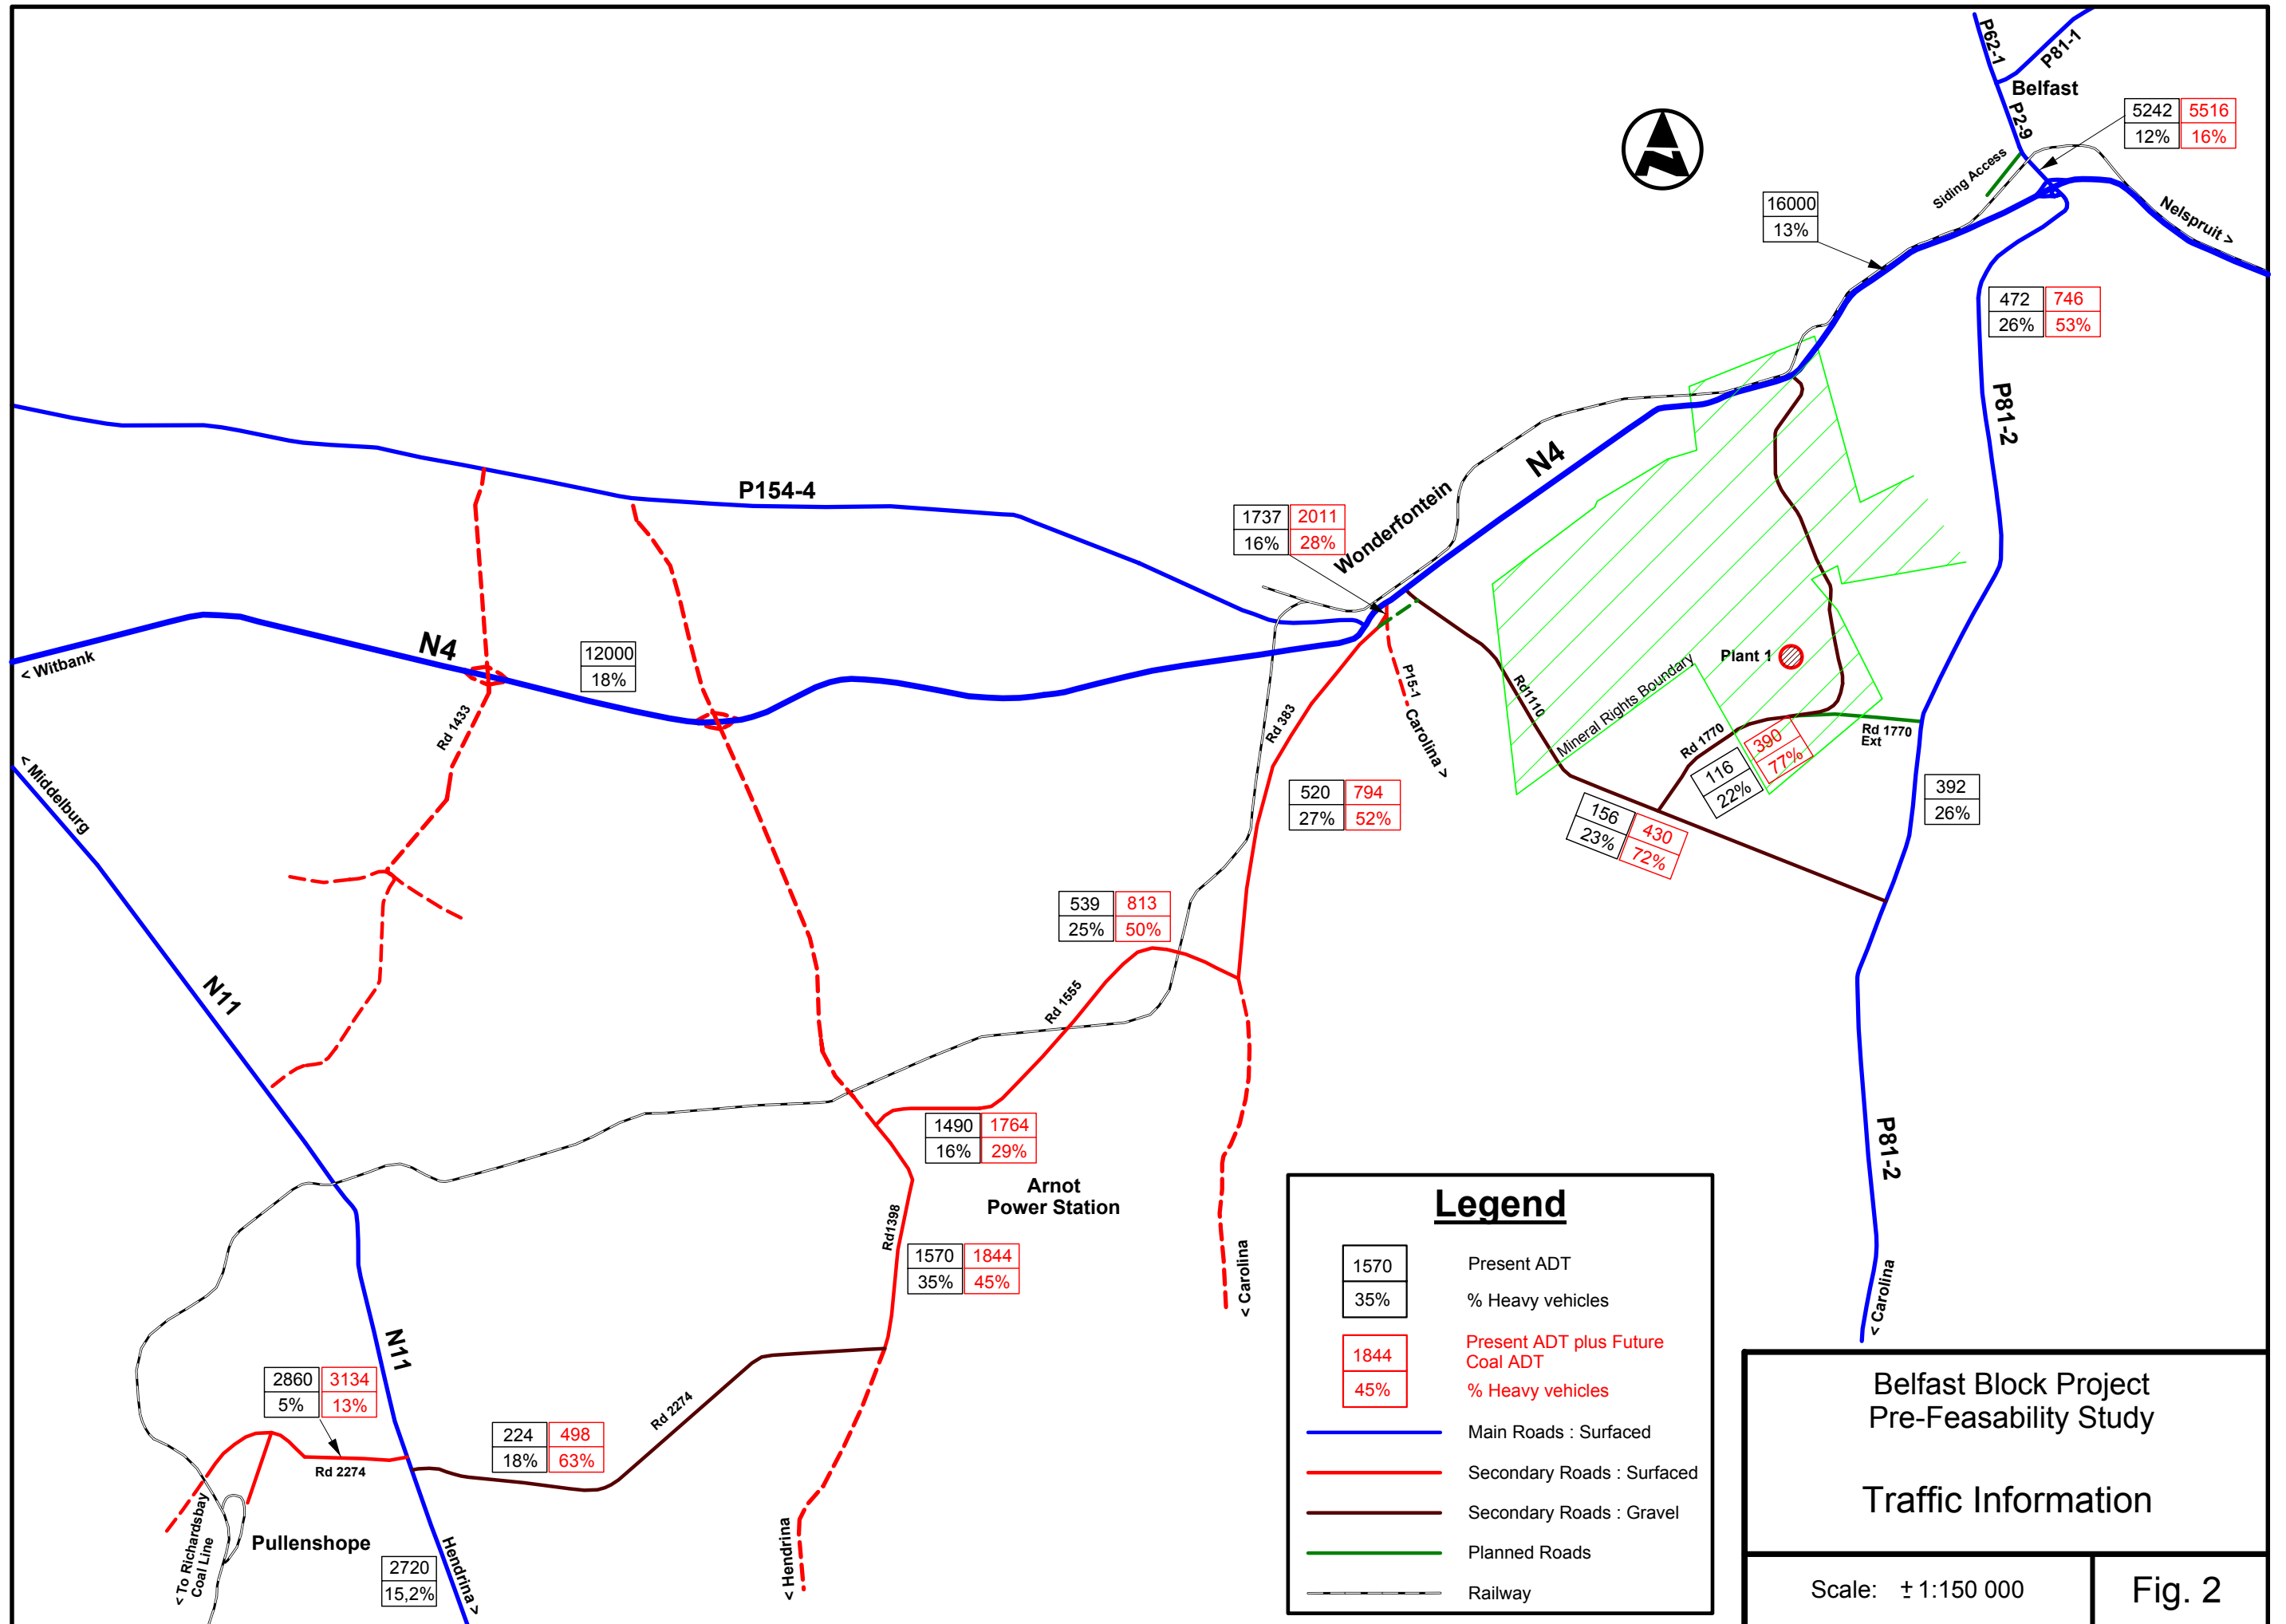 P62-1
P81-1
Belfast
P2-9
5242 5516
12% 16%
Siding Access
Nelspruit >
16000
13%
472 746
26% 53%
P81-2
N4
P154-4
Wonderfontein
1737 2011
16% 28%
N4
12000
18%
< Witbank
Rd 1433
< Middelburg
Plant 1
Mineral Rights Boundary
Rd1110
P15-1
Carolina >
Rd 383
Rd 1770
Rd 1770
Ext
390
77%
116
22%
392
26%
156
23%
430
72%
520 794
27% 52%
539 813
25% 50%
Rd 1555
N11
1490 1764
16% 29%
Arnot
Power Station
Rd1398
1570 1844
35% 45%
< Carolina
P81-2
< Carolina
N11
2860 3134
5% 13%
Rd 2274
224 498
18% 63%
Rd 2274
< To Richardsbay
Coal Line
Pullenshope
2720
15,2%
Hendrina >
< Hendrina
Legend
1570 Present ADT
35% % Heavy vehicles
1844 Present ADT plus Future
Coal ADT
45% % Heavy vehicles
Main Roads : Surfaced
Secondary Roads : Surfaced
Secondary Roads : Gravel
Planned Roads
Railway
Belfast Block Project
Pre-Feasability Study
Traffic Information
Scale: ± 1:150 000
Fig. 2
N